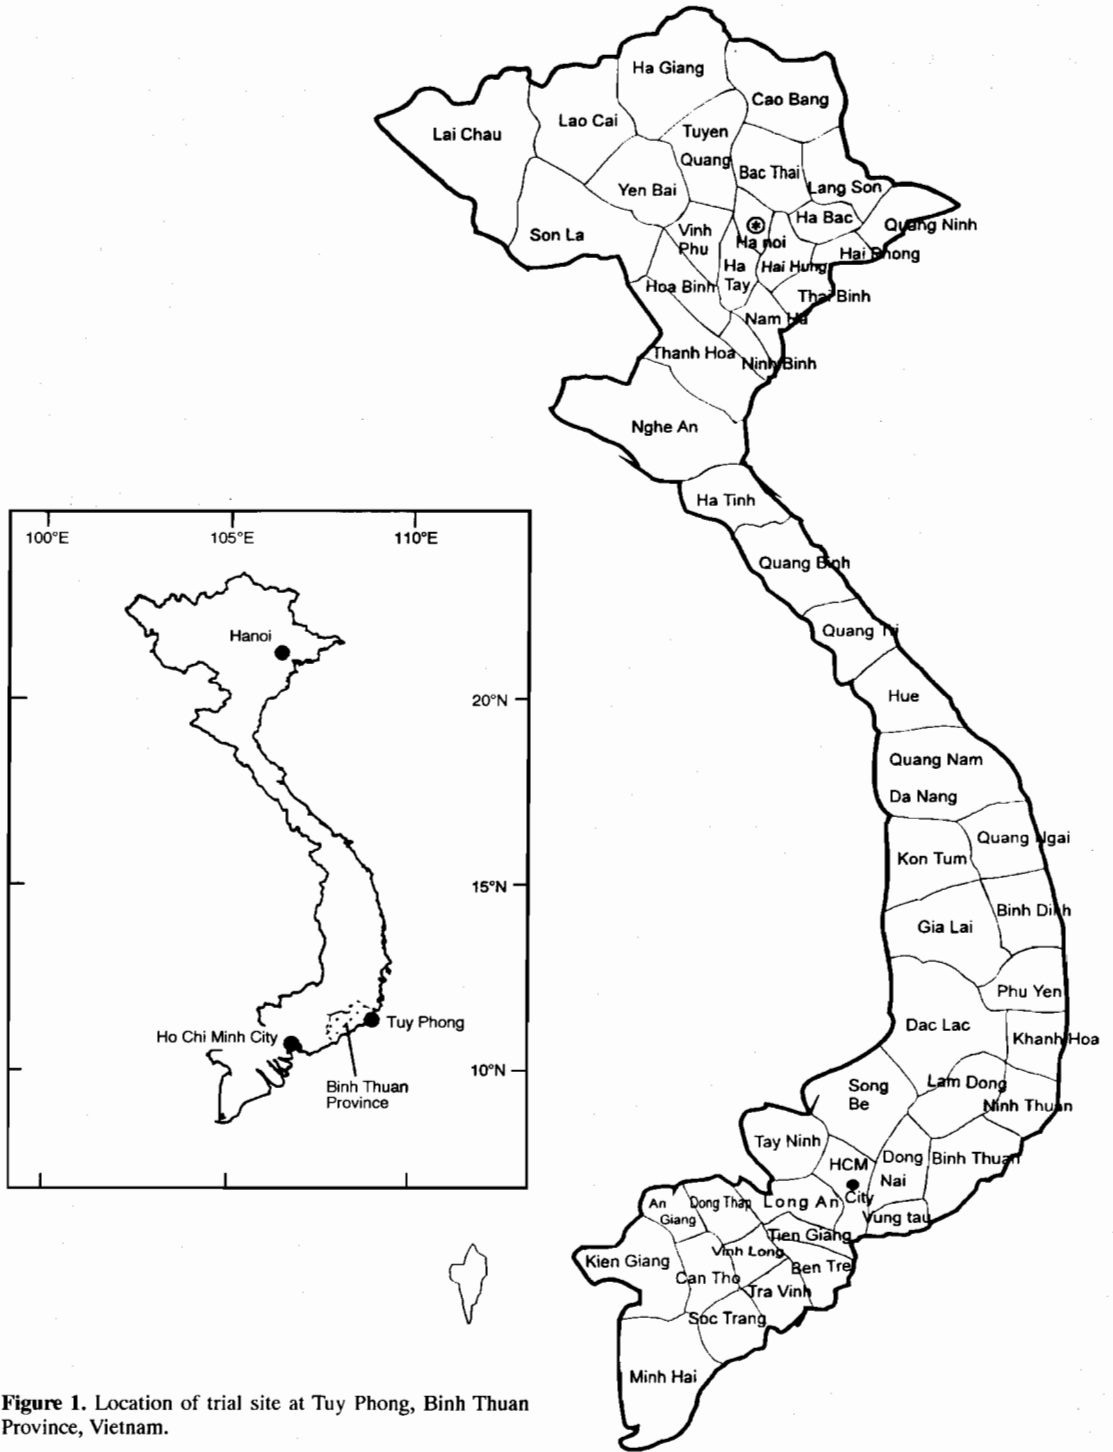 Ha Giang
Cao Bang
Lao Cai
Lai Chau
Tuyen
Quang
Bac Thai
Lang Son
Yen Bai
Ha Bac
Quang Ninh
Son La
Vinh
Phu
Ha noi
Hai Phong
Ha
Tay
Hai Hung
Hoa Binh
Thai Binh
Nam Ha
Thanh Hoa
Ninh Binh
Nghe An
Ha Tinh
Quang Binh
Quang Tri
Hue
Quang Nam
Da Nang
Quang Ngai
Kon Tum
Binh Dinh
Gia Lai
Phu Yen
Dac Lac
Khanh Hoa
Song
Be
Lam Dong
Ninh Thuan
Tay Ninh
HCM
City
Dong
Nai
Binh Thuan
An
Giang
Dong Thap
Long An
Vung tau
Tien Giang
Kien Giang
Vinh Long
Ben Tre
Can Tho
Tra Vinh
Soc Trang
Minh Hai
100°E 105°E 110°E
Hanoi
20°N
15°N
Ho Chi Minh City
Tuy Phong
10°N
Binh Thuan
Province
Figure 1. Location of trial site at Tuy Phong, Binh Thuan
Province, Vietnam.